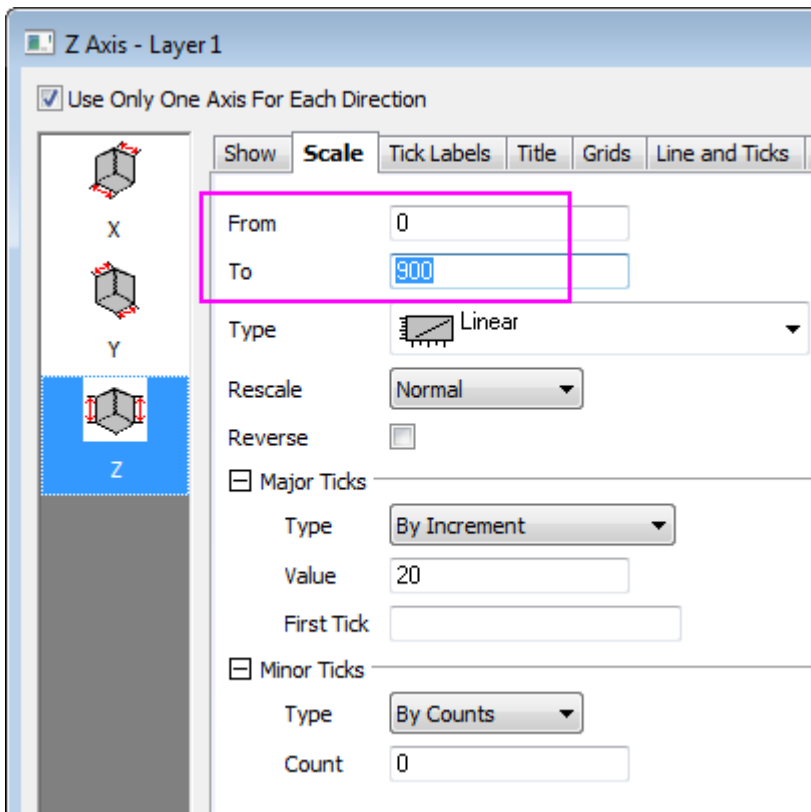 Z Axis - Layer 1
Use Only One Axis For Each Direction
X
Y
Z
Show Scale Tick Labels Title Grids Line and Ticks
From 0
To 900
Type Linear
Rescale Normal
Reverse
Major Ticks
Type By Increment
Value 20
First Tick
Minor Ticks
Type By Counts
Count 0